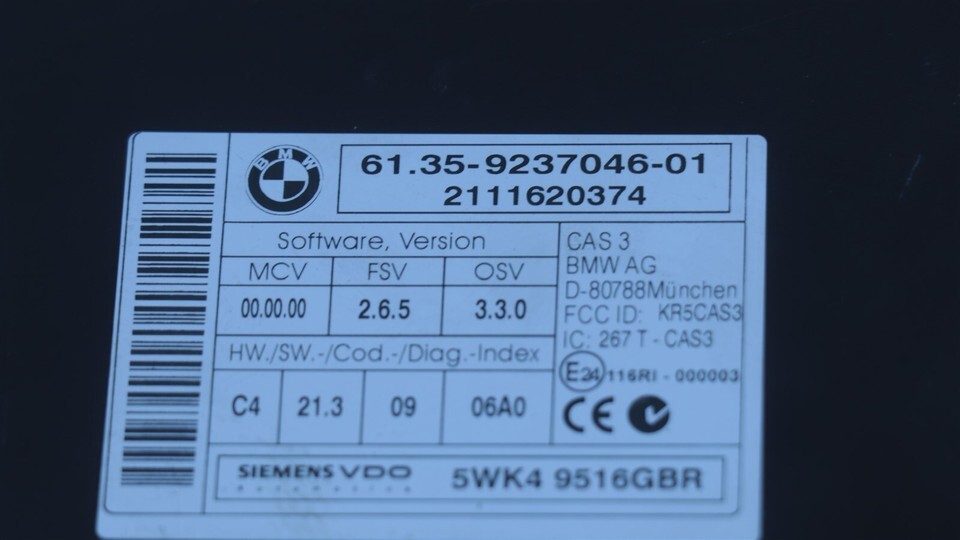 BMW
61.35-9237046-01
2111620374
Software, Version
MCV FSV OSV
00.00.00 2.6.5 3.3.0
HW./SW.-/Cod.-/Diag.-Index
C4 21.3 09 06A0
CAS 3
BMW AG
D-80788München
FCC ID: KR5CAS3
IC: 267 T - CAS3
E24 116RI - 000003
CE
SIEMENS VDO
Automotive
5WK4 9516GBR